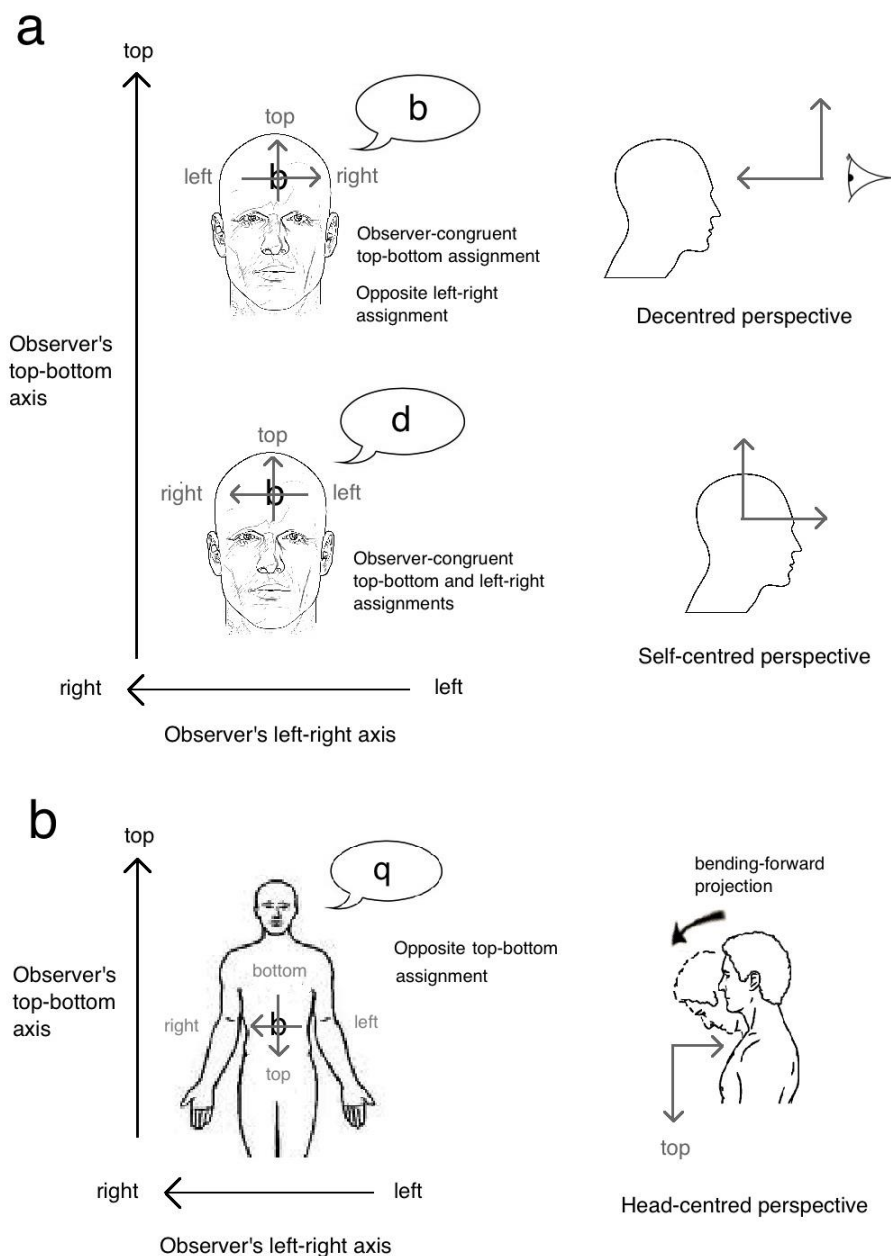 a
top
b
top
left
b
right
Observer-congruent
top-bottom assignment
Opposite left-right
assignment
Decentred perspective
Observer's
top-bottom
axis
d
top
right
b
left
Observer-congruent
top-bottom and left-right
assignments
Self-centred perspective
right
left
Observer's left-right axis
b
top
q
bending-forward
projection
Observer's
top-bottom
axis
Opposite top-bottom
assignment
bottom
right
b
left
top
top
right
left
Head-centred perspective
Observer's left-right axis